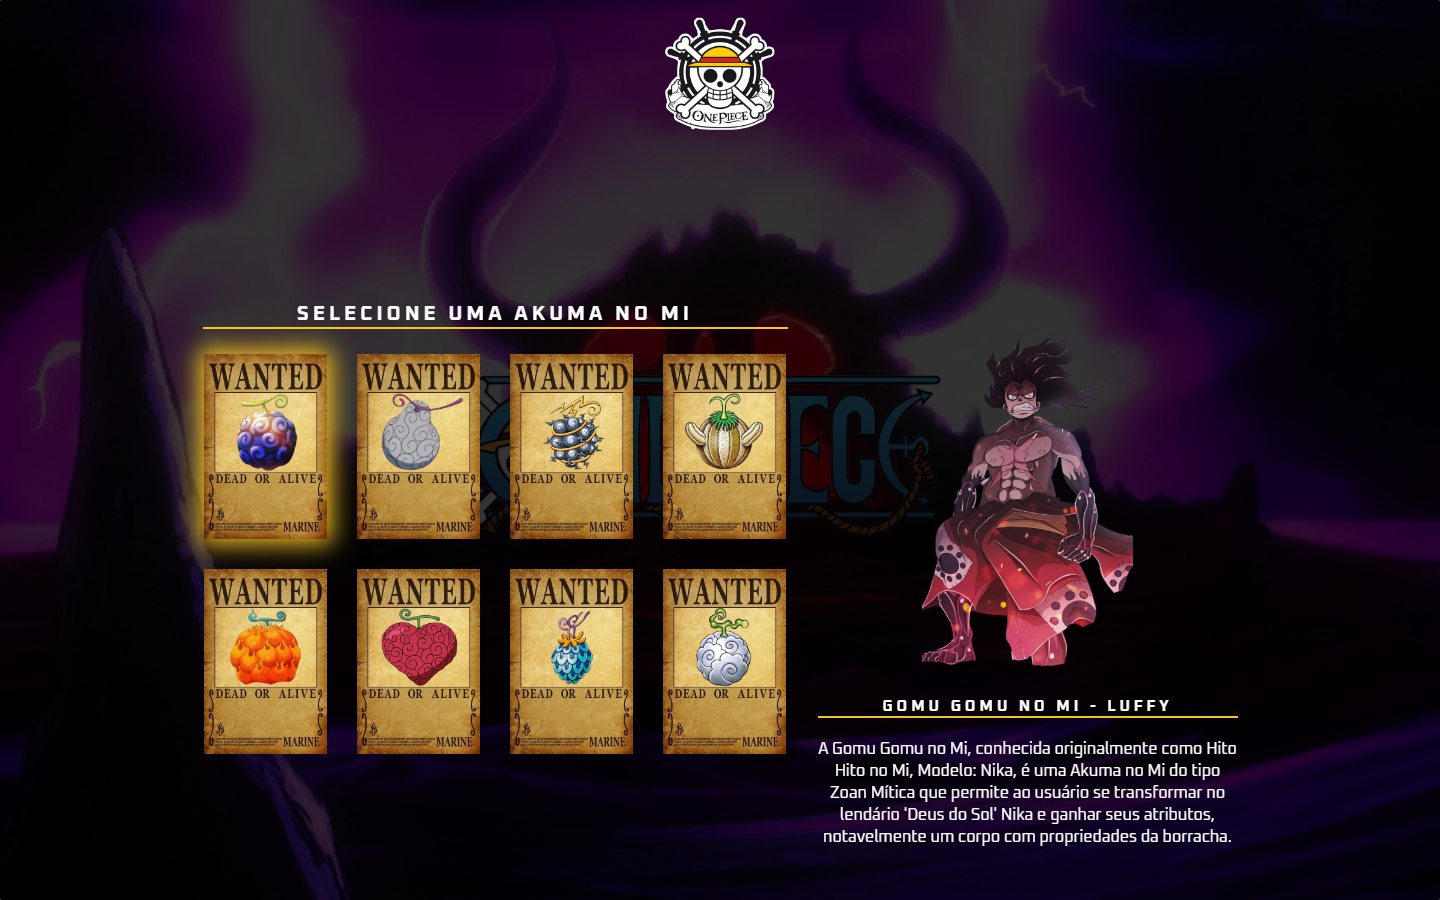 ONE PIECE
SELECIONE UMA AKUMA NO MI
WANTED
DEAD OR ALIVE
MARINE
WANTED
DEAD OR ALIVE
MARINE
WANTED
DEAD OR ALIVE
MARINE
WANTED
DEAD OR ALIVE
MARINE
WANTED
DEAD OR ALIVE
MARINE
WANTED
DEAD OR ALIVE
MARINE
WANTED
DEAD OR ALIVE
MARINE
WANTED
DEAD OR ALIVE
MARINE
GOMU GOMU NO MI - LUFFY
A Gomu Gomu no Mi, conhecida originalmente como Hito
Hito no Mi, Modelo: Nika, é uma Akuma no Mi do tipo
Zoan Mítica que permite ao usuário se transformar no
lendário 'Deus do Sol' Nika e ganhar seus atributos,
notavelmente um corpo com propriedades da borracha.